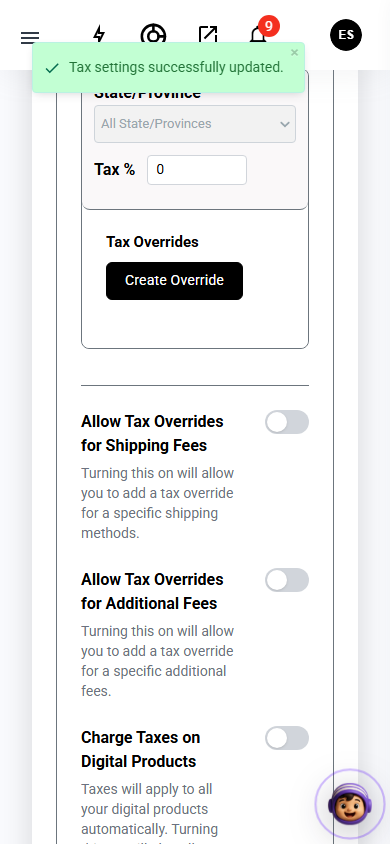 9
ES
Tax settings successfully updated.
×
State/Province
All State/Provinces
Tax % 0
Tax Overrides
Create Override
Allow Tax Overrides
for Shipping Fees
Turning this on will allow
you to add a tax override
for a specific shipping
methods.
Allow Tax Overrides
for Additional Fees
Turning this on will allow
you to add a tax override
for a specific additional
fees.
Charge Taxes on
Digital Products
Taxes will apply to all
your digital products
automatically. Turning